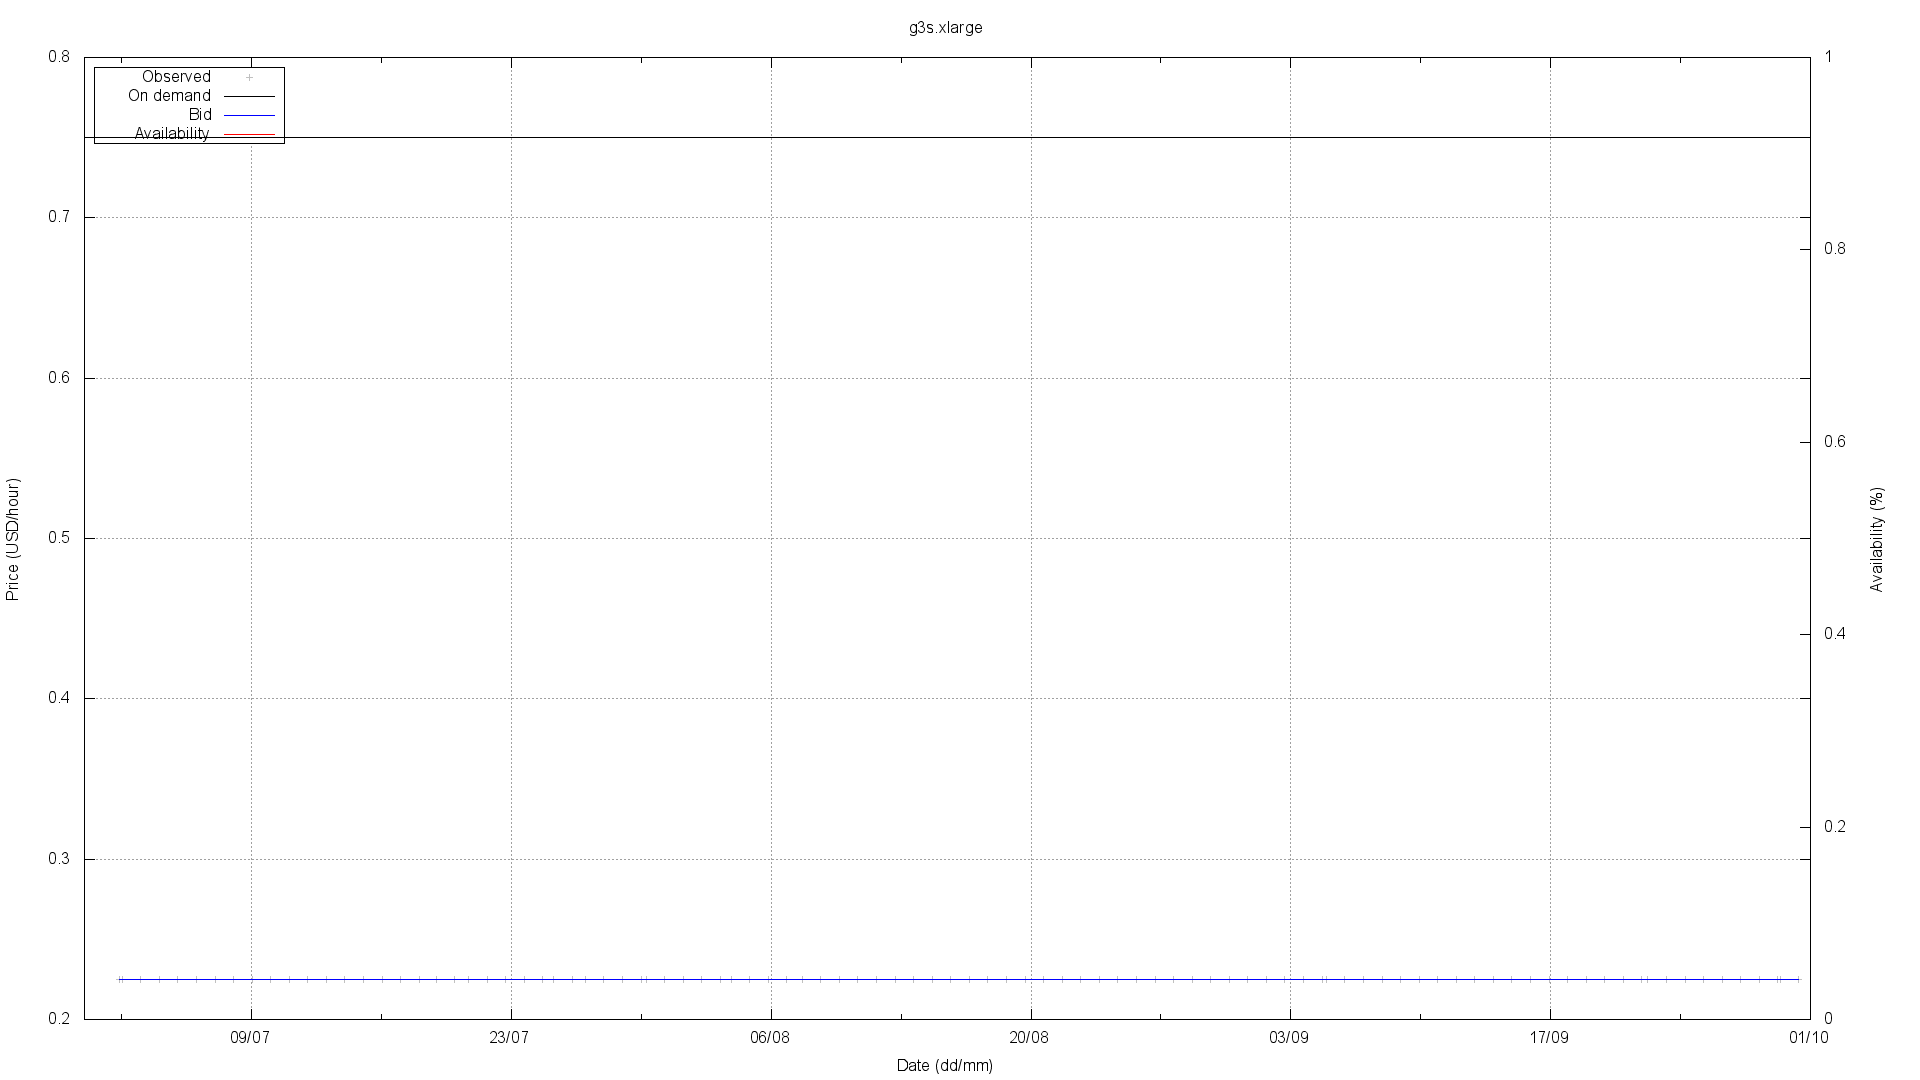 g3s.xlarge
Observed
On demand
Bid
Availability
0.8
0.7
0.6
0.5
0.4
0.3
0.2
Price (USD/hour)
1
0.8
0.6
0.4
0.2
0
Availability (%)
09/07 23/07 06/08 20/08 03/09 17/09 01/10
Date (dd/mm)